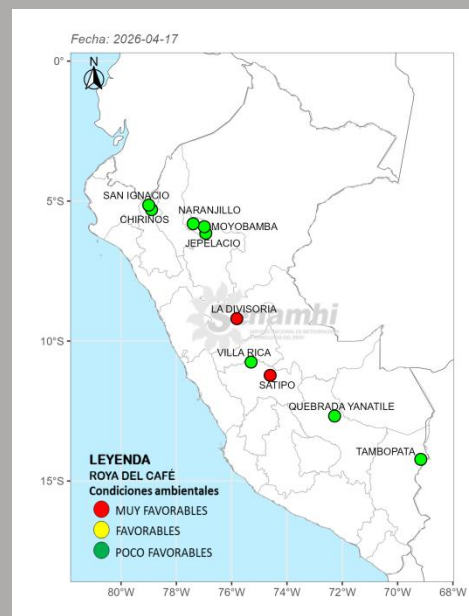 Fecha: 2026-04-17
N
0°
5°S
10°S
15°S
SAN IGNACIO
CHIRINOS
NARANJILLO
MOYOBAMBA
JEPELACIO
LA DIVISORIA
Senamhi
VILLA RICA
SATIPO
QUEBRADA YANATILE
TAMBOPATA
LEYENDA
ROYA DEL CAFÉ
Condiciones ambientales
MUY FAVORABLES
FAVORABLES
POCO FAVORABLES
80°W
78°W
76°W
74°W
72°W
70°W
68°W